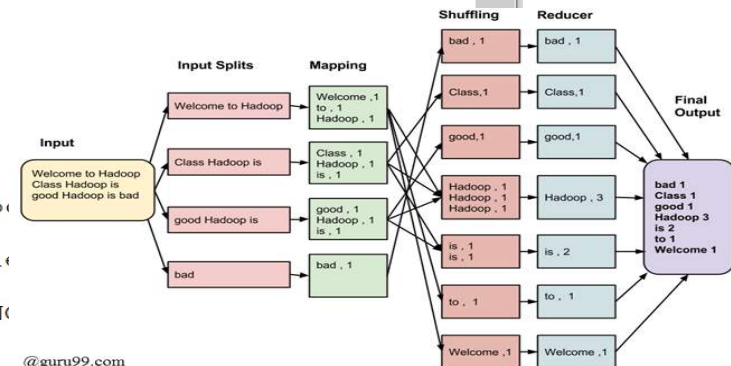 Shuffling
Reducer
Input Splits
Mapping
Input
Final
Output
Welcome to Hadoop
Class Hadoop is
good Hadoop is bad
Welcome to Hadoop
Class Hadoop is
good Hadoop is
bad
Welcome ,1
to , 1
Hadoop , 1
Class , 1
Hadoop , 1
is , 1
good , 1
Hadoop , 1
is , 1
bad , 1
bad , 1
Class,1
good,1
Hadoop , 1
Hadoop , 1
Hadoop , 1
is , 1
is , 1
to , 1
Welcome ,1
bad , 1
Class,1
good,1
Hadoop , 3
is , 2
to , 1
Welcome ,1
bad 1
Class 1
good 1
Hadoop 3
is 2
to 1
Welcome 1
@guru99.com